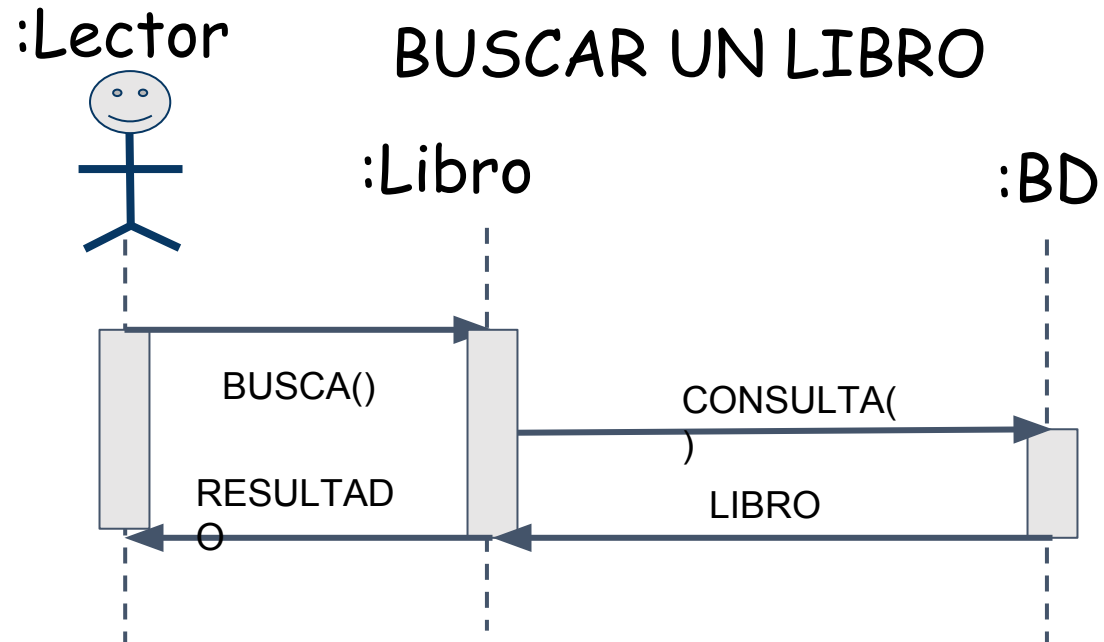 :Lector
BUSCAR UN LIBRO
:Libro
:BD
BUSCA()
CONSULTA(
)
RESULTAD
O
LIBRO